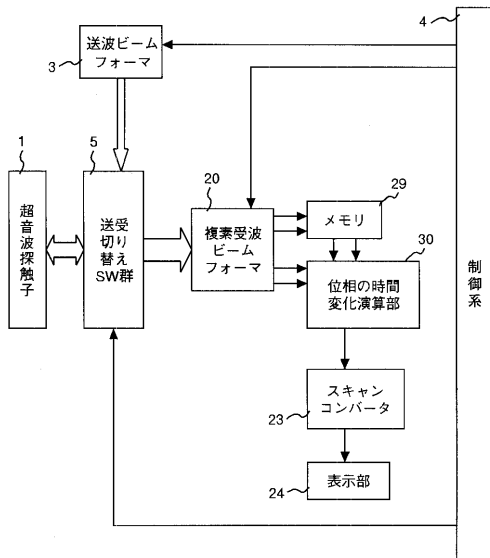 4
送波ビーム
フォーマ
3
1
超音波探触子
5
送受
切り
替え
SW群
20
複素受波
ビーム
フォーマ
29
メモリ
30
位相の時間
変化演算部
制御系
スキャン
コンバータ
23
表示部
24